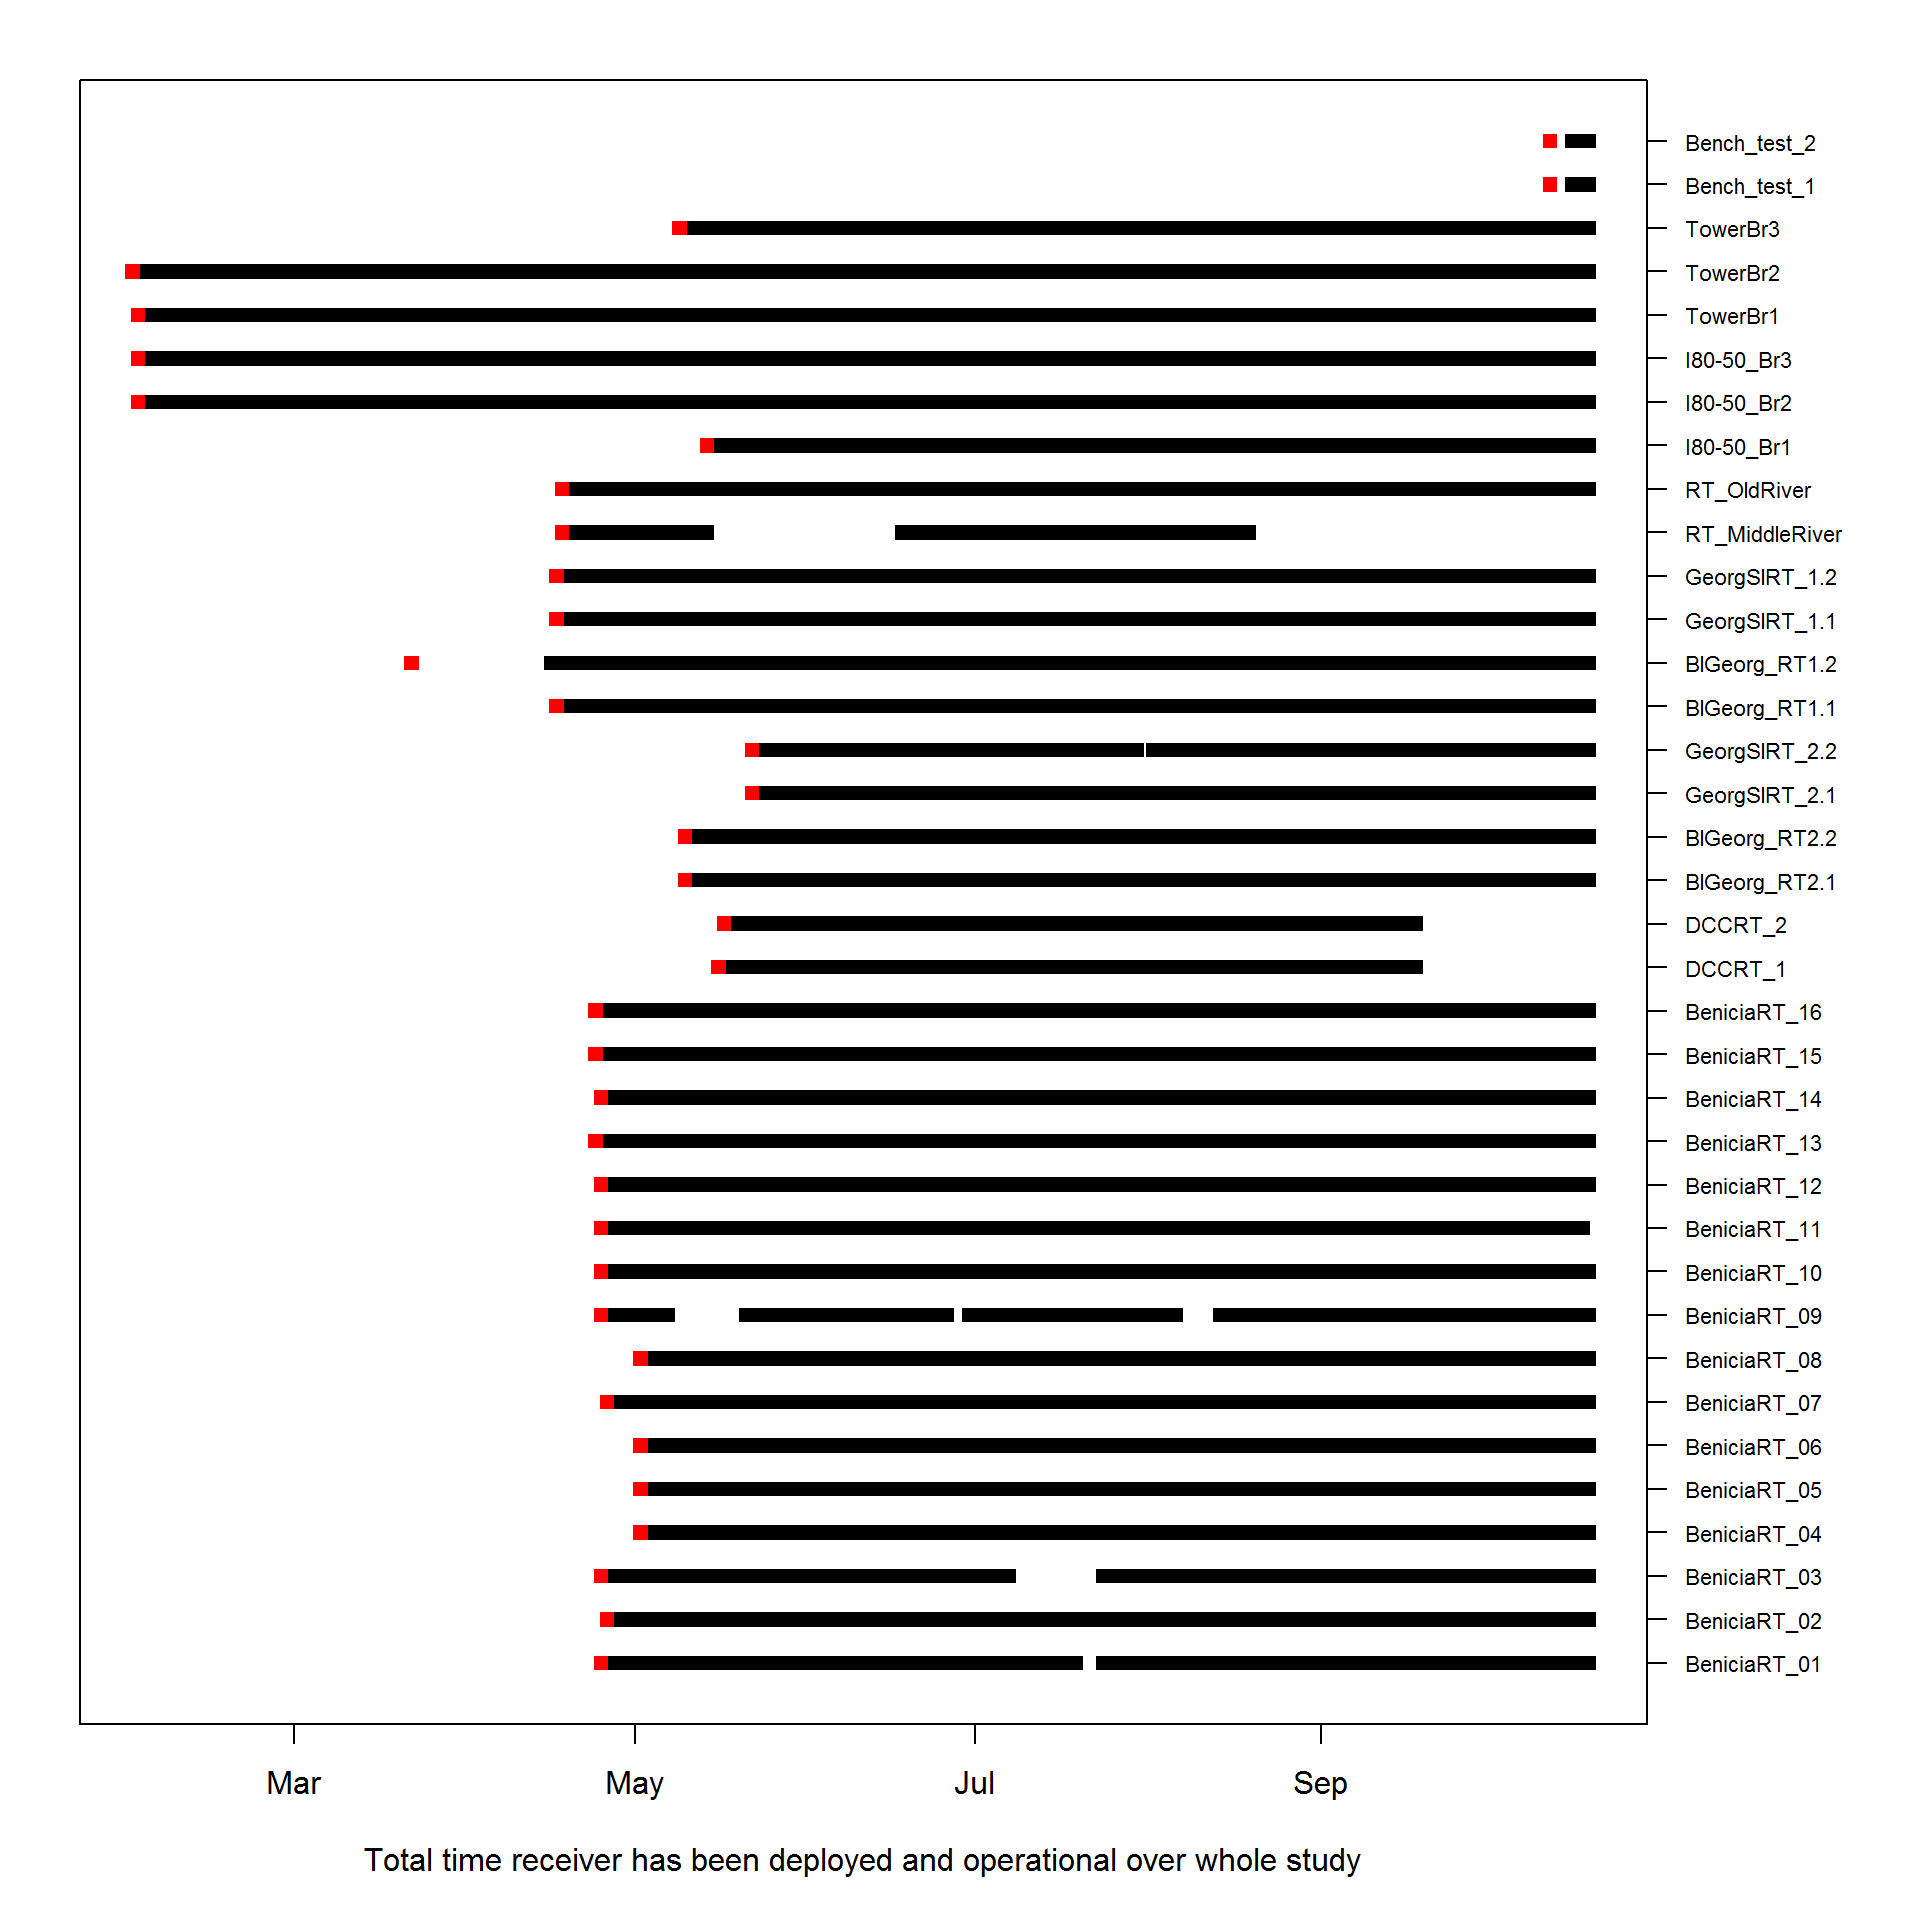 Bench_test_2
Bench_test_1
TowerBr3
TowerBr2
TowerBr1
I80-50_Br3
I80-50_Br2
I80-50_Br1
RT_OldRiver
RT_MiddleRiver
GeorgSlRT_1.2
GeorgSlRT_1.1
BlGeorg_RT1.2
BlGeorg_RT1.1
GeorgSlRT_2.2
GeorgSlRT_2.1
BlGeorg_RT2.2
BlGeorg_RT2.1
DCCRT_2
DCCRT_1
BeniciaRT_16
BeniciaRT_15
BeniciaRT_14
BeniciaRT_13
BeniciaRT_12
BeniciaRT_11
BeniciaRT_10
BeniciaRT_09
BeniciaRT_08
BeniciaRT_07
BeniciaRT_06
BeniciaRT_05
BeniciaRT_04
BeniciaRT_03
BeniciaRT_02
BeniciaRT_01
Mar May Jul Sep
Total time receiver has been deployed and operational over whole study